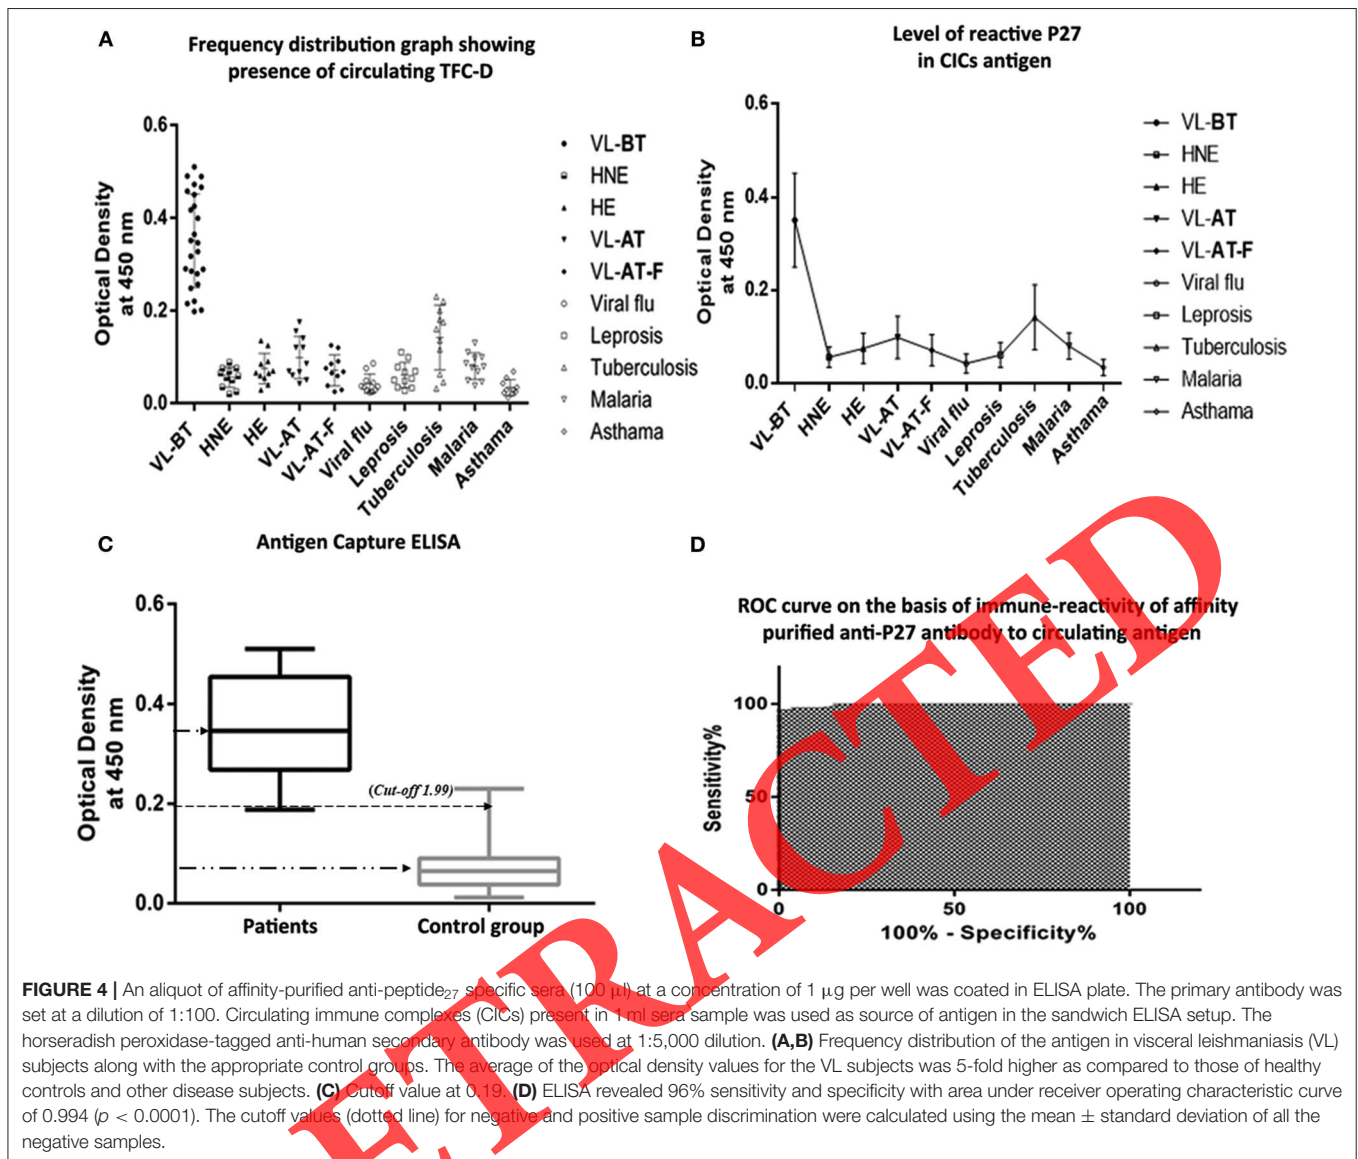 A
Frequency distribution graph showing
presence of circulating TFC-D
Optical Density
at 450 nm
0.6
0.4
0.2
0.0
VL-BT
HNE
HE
VL-AT
VL-AT-F
Viral flu
Leprosis
Tuberculosis
Malaria
Asthama
VL-BT
HNE
HE
VL-AT
VL-AT-F
Viral flu
Leprosis
Tuberculosis
Malaria
Asthama
B
Level of reactive P27
in CICs antigen
Optical Density
at 450 nm
0.6
0.4
0.2
0.0
VL-BT
HNE
HE
VL-AT
VL-AT-F
Viral flu
Leprosis
Tuberculosis
Malaria
Asthama
VL-BT
HNE
HE
VL-AT
VL-AT-F
Viral flu
Leprosis
Tuberculosis
Malaria
Asthama
C
Antigen Capture ELISA
Optical Density
at 450 nm
0.6
0.4
0.2
0.0
(Cut-off 1.99)
Patients
Control group
D
ROC curve on the basis of immune-reactivity of affinity
purified anti-P27 antibody to circulating antigen
Sensitivity%
100
50
0
0
50
100
100% - Specificity%
FIGURE 4 | An aliquot of affinity-purified anti-peptide27 specific sera (100 μl) at a concentration of 1 μg per well was coated in ELISA plate. The primary antibody was
set at a dilution of 1:100. Circulating immune complexes (CICs) present in 1 ml sera sample was used as source of antigen in the sandwich ELISA setup. The
horseradish peroxidase-tagged anti-human secondary antibody was used at 1:5,000 dilution. (A,B) Frequency distribution of the antigen in visceral leishmaniasis (VL)
subjects along with the appropriate control groups. The average of the optical density values for the VL subjects was 5-fold higher as compared to those of healthy
controls and other disease subjects. (C) Cutoff value at 0.19. (D) ELISA revealed 96% sensitivity and specificity with area under receiver operating characteristic curve
of 0.994 (p < 0.0001). The cutoff values (dotted line) for negative and positive sample discrimination were calculated using the mean ± standard deviation of all the
negative samples.
ETRACTED